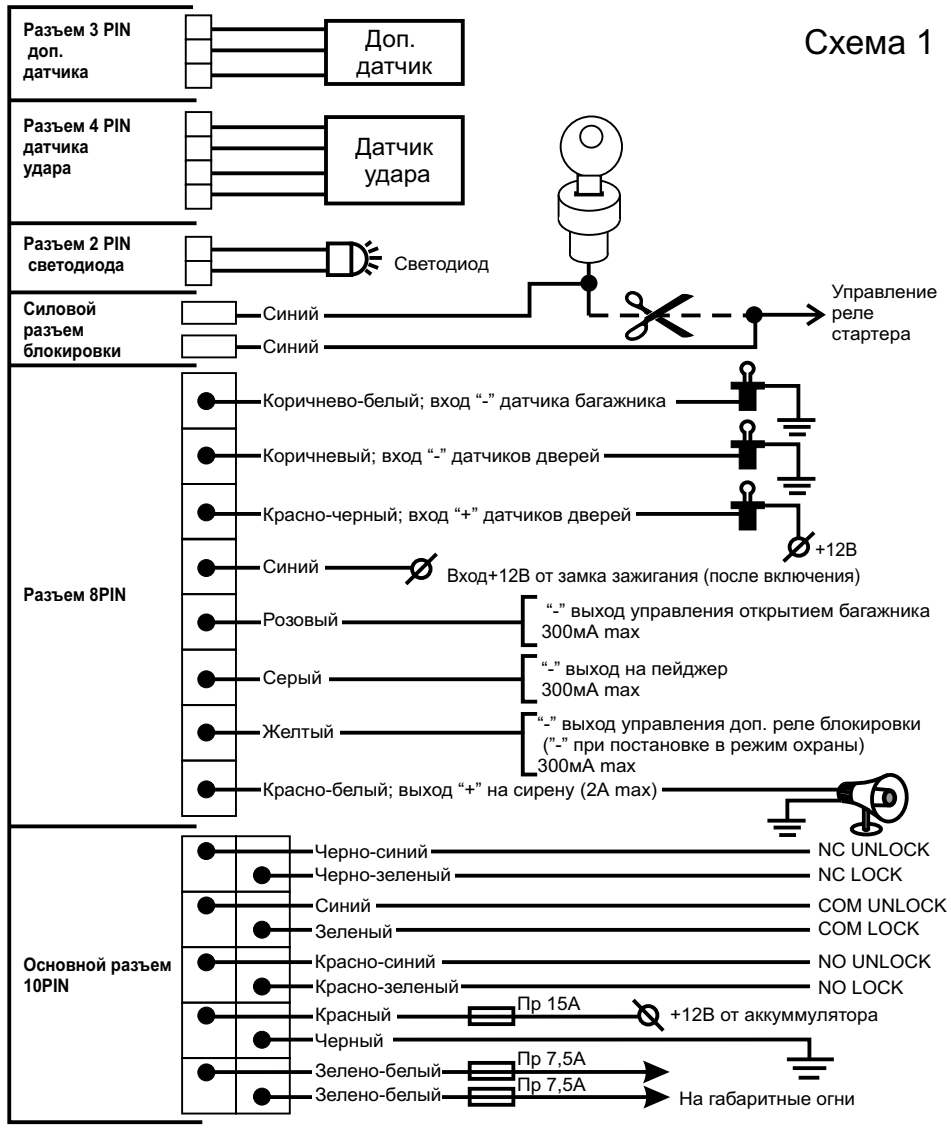 Схема 1
Разъем 3 PIN
доп.
датчика
Доп.
датчик
Разъем 4 PIN
датчика
удара
Датчик
удара
Разъем 2 PIN
светодиода
Светодиод
Силовой
разъем
блокировки
Синий
Синий
Управление
реле
стартера
Разъем 8PIN
Коричнево-белый; вход “-” датчика багажника
Коричневый; вход “-” датчиков дверей
Красно-черный; вход “+” датчиков дверей
+12В
Синий
Вход+12В от замка зажигания (после включения)
Розовый
“-” выход управления открытием багажника
300мА max
Серый
“-” выход на пейджер
300мА max
Желтый
“-” выход управления доп. реле блокировки
(”-” при постановке в режим охраны)
300мА max
Красно-белый; выход “+” на сирену (2А max)
Основной разъем
10PIN
Черно-синий NC UNLOCK
Черно-зеленый NC LOCK
Синий COM UNLOCK
Зеленый COM LOCK
Красно-синий NO UNLOCK
Красно-зеленый NO LOCK
Красный Пр 15А +12В от аккуммулятора
Черный
Зелено-белый Пр 7,5А
Зелено-белый Пр 7,5А На габаритные огни